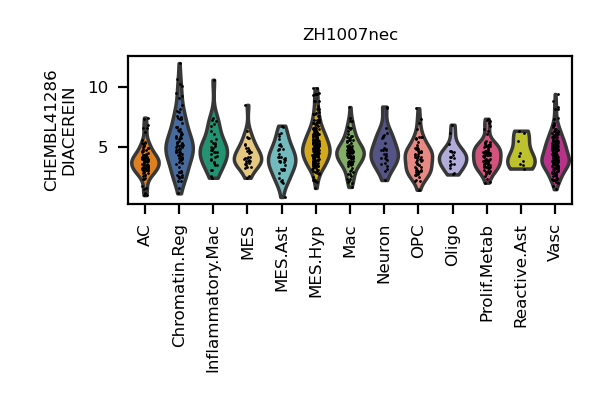 ZH1007nec
CHEMBL41286
DIACEREIN
10
5
AC
Chromatin.Reg
Inflammatory.Mac
MES
MES.Ast
MES.Hyp
Mac
Neuron
OPC
Oligo
Prolif.Metab
Reactive.Ast
Vasc